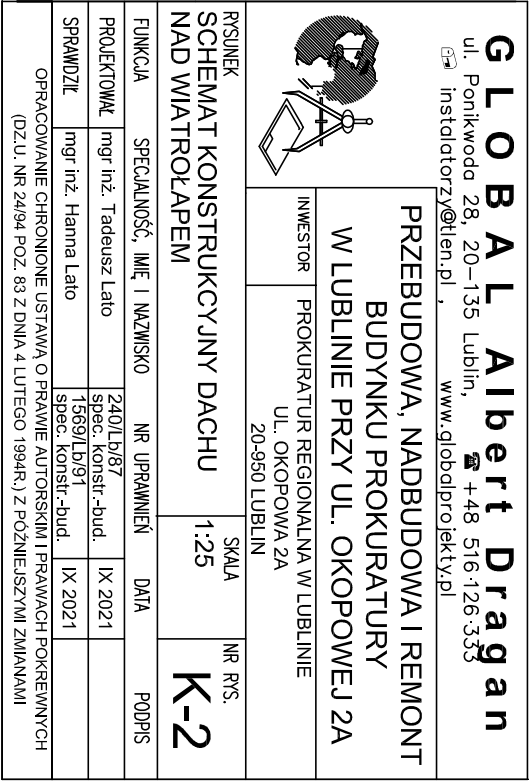 GLOBAL Albert Dragan
ul. Ponikwoda 28, 20-135 Lublin, ☎ +48 516·126·333
instalatorzy@tlen.pl , www.globalprojekty.pl
PRZEBUDOWA, NADBUDOWA I REMONT
BUDYNKU PROKURATURY
W LUBLINIE PRZY UL. OKOPOWEJ 2A
INWESTOR
PROKURATUR REGIONALNA W LUBLINIE
UL. OKOPOWA 2A
20-950 LUBLIN
RYSUNEK SKALA NR RYS.
SCHEMAT KONSTRUKCYJNY DACHU 1:25 K-2
NAD WIATROŁAPEM
FUNKCJA SPECJALNOŚĆ, IMIĘ I NAZWISKO NR UPRAWNIEŃ DATA PODPIS
PROJEKTOWAŁ mgr inż. Tadeusz Lato 240/Lb/87 IX 2021
spec. konstr.-bud.
SPRAWDZIŁ mgr inż. Hanna Lato 1569/Lb/91 IX 2021
spec. konstr.-bud.
OPRACOWANIE CHRONIONE USTAWĄ O PRAWIE AUTORSKIM I PRAWACH POKREWNYCH
(DZ.U. NR 24/94 POZ. 83 Z DNIA 4 LUTEGO 1994R.) Z PÓŹNIEJSZYMI ZMIANAMI